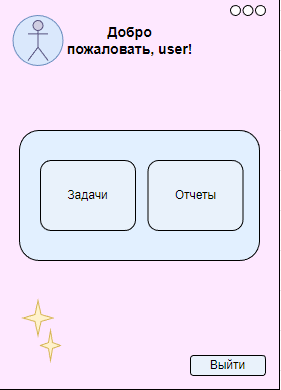 Добро
пожаловать, user!
Задачи
Отчеты
Выйти